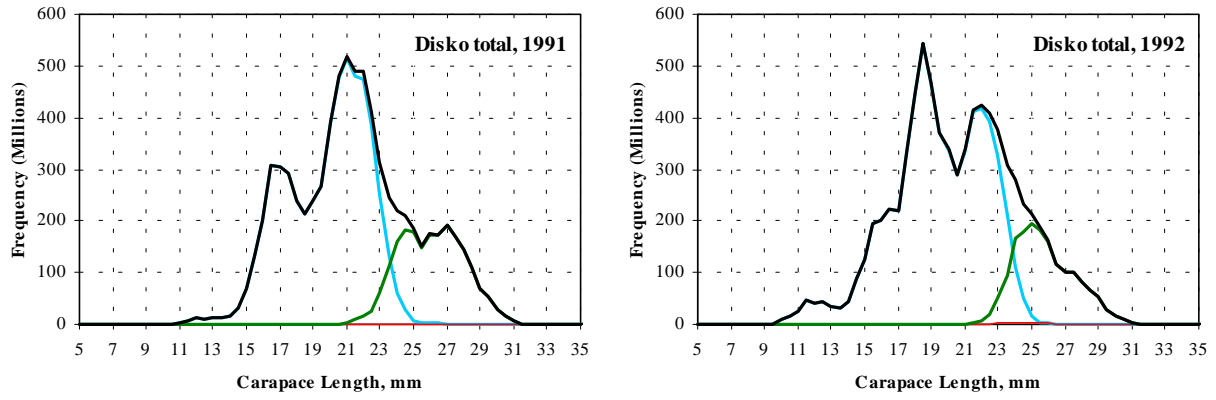 600
500
400
300
200
100
0
Frequency (Millions)
Disko total, 1991
5 7 9 11 13 15 17 19 21 23 25 27 29 31 33 35
Carapace Length, mm
600
500
400
300
200
100
0
Frequency (Millions)
Disko total, 1992
5 7 9 11 13 15 17 19 21 23 25 27 29 31 33 35
Carapace Length, mm